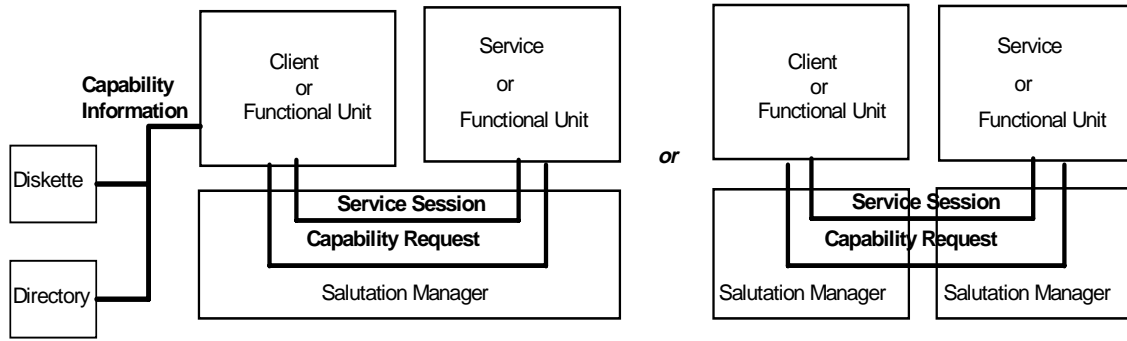 Capability
Information
Diskette
Directory
Client
or
Functional Unit
Service
or
Functional Unit
Service Session
Capability Request
Salutation Manager
or
Client
or
Functional Unit
Service
or
Functional Unit
Service Session
Capability Request
Salutation Manager
Salutation Manager